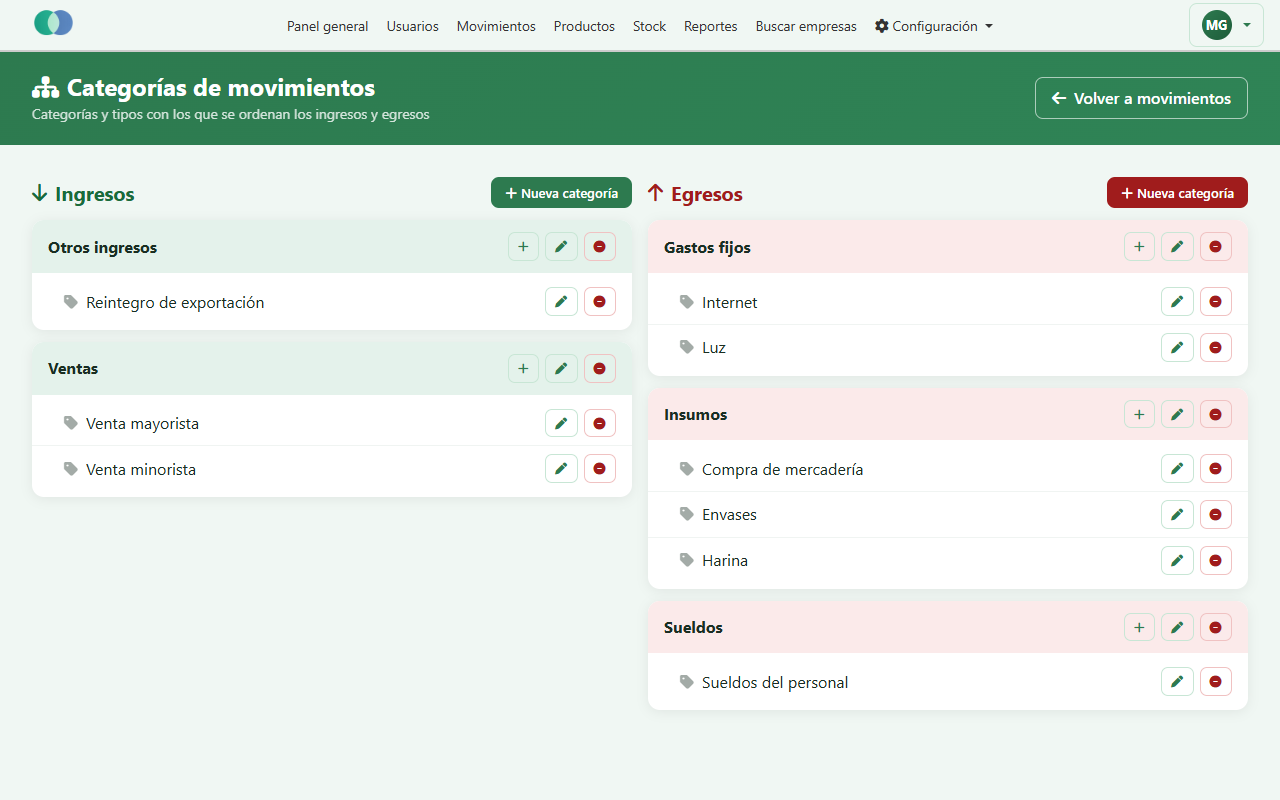 Panel general Usuarios Movimientos Productos Stock Reportes Buscar empresas Configuración MG
Categorías de movimientos
Categorías y tipos con los que se ordenan los ingresos y egresos
Volver a movimientos
Ingresos
Nueva categoría
Otros ingresos
Reintegro de exportación
Ventas
Venta mayorista
Venta minorista
Egresos
Nueva categoría
Gastos fijos
Internet
Luz
Insumos
Compra de mercadería
Envases
Harina
Sueldos
Sueldos del personal